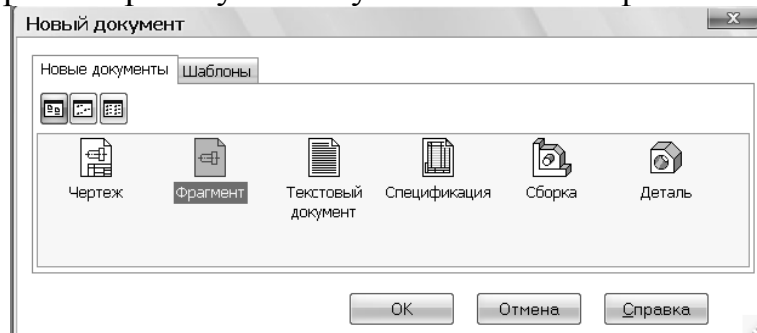 Новый документ
Новые документы Шаблоны
Чертеж Фрагмент Текстовый документ Спецификация Сборка Деталь
OK Отмена Справка